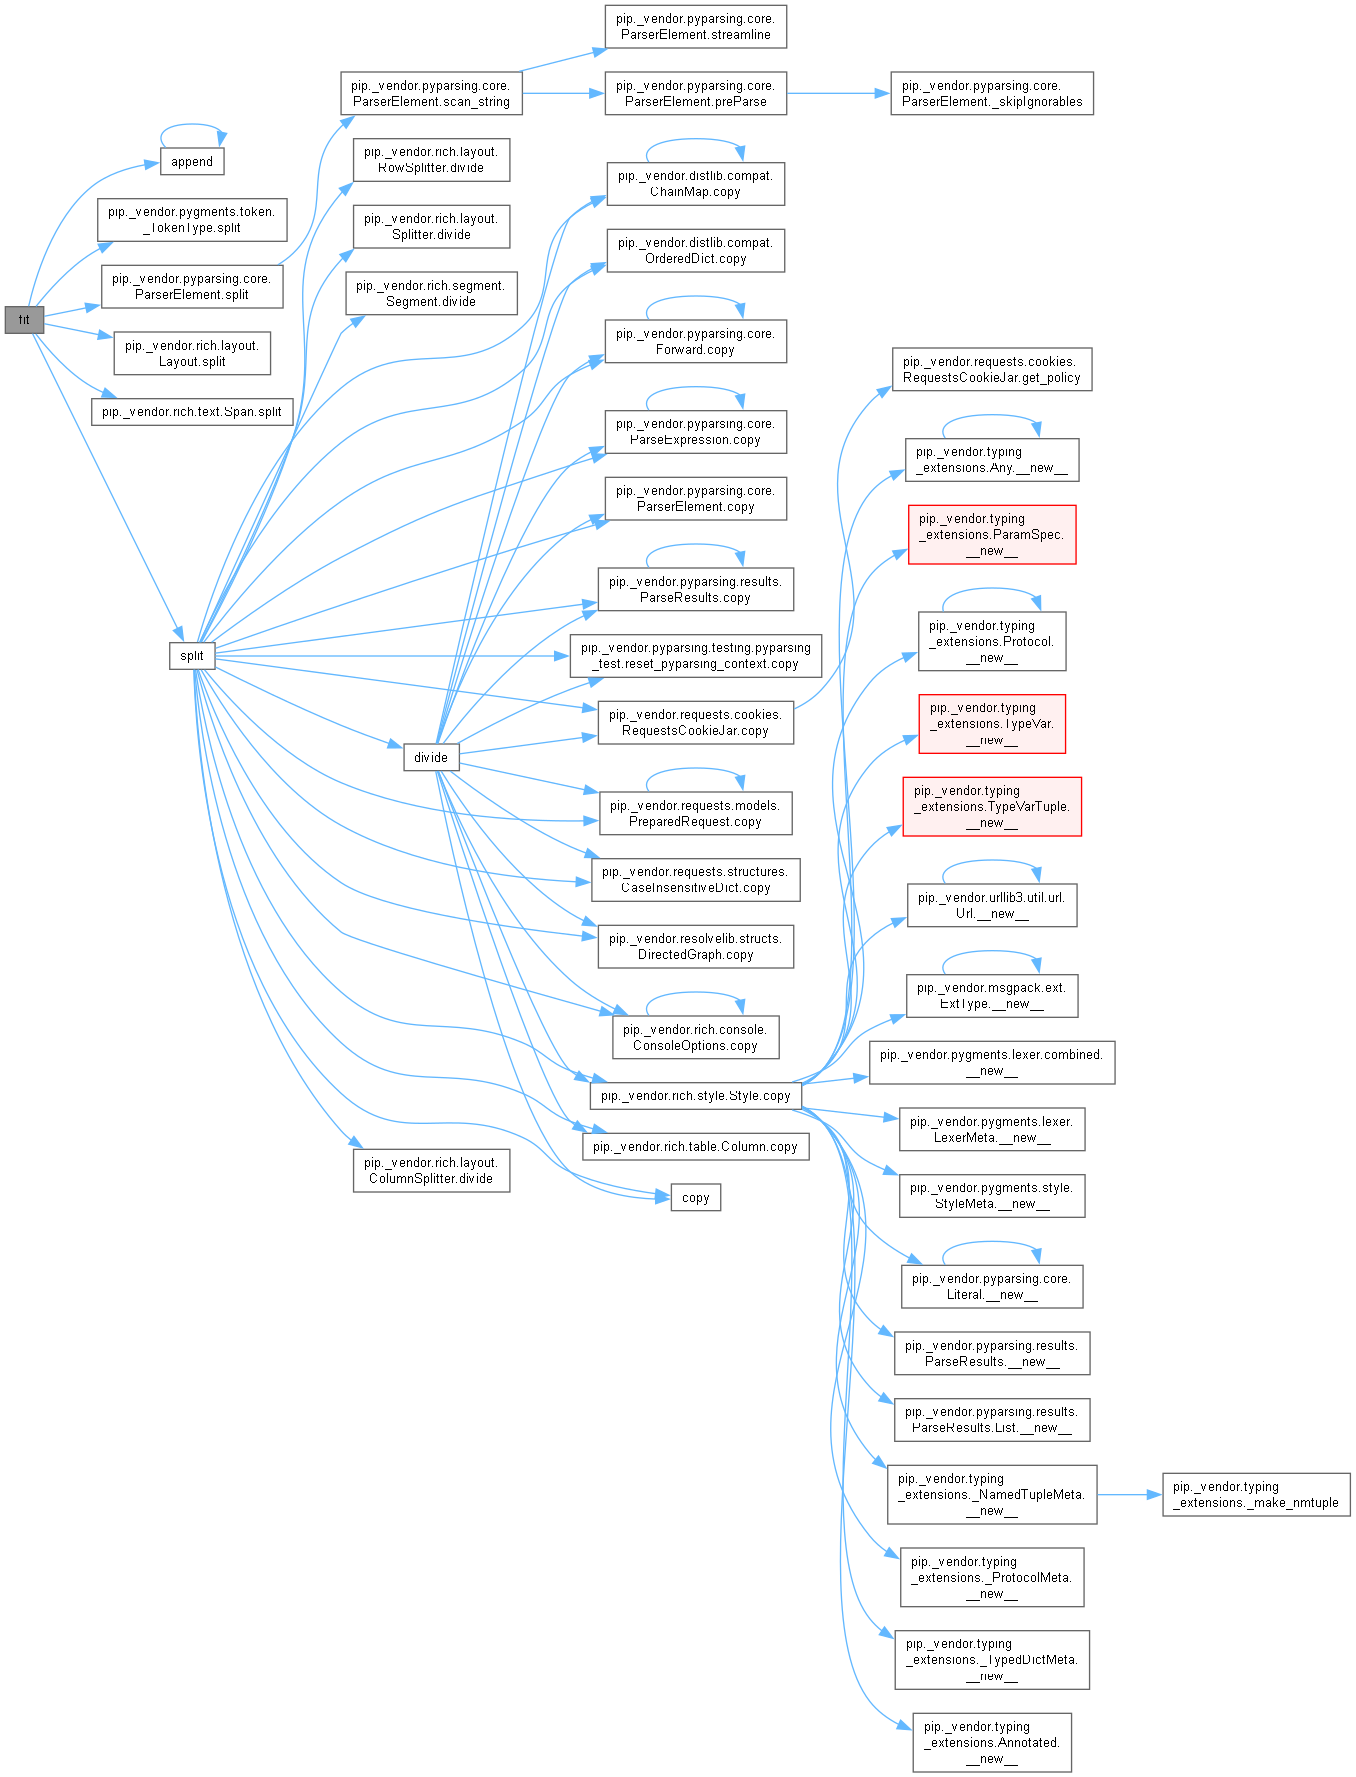 fit
append
pip._vendor.pygments.token.
_TokenType.split
pip._vendor.pyparsing.core.
ParserElement.split
pip._vendor.rich.layout.
Layout.split
pip._vendor.rich.text.Span.split
split
pip._vendor.pyparsing.core.
ParserElement.scan_string
pip._vendor.rich.layout.
RowSplitter.divide
pip._vendor.rich.layout.
Splitter.divide
pip._vendor.rich.segment.
Segment.divide
divide
pip._vendor.rich.layout.
ColumnSplitter.divide
pip._vendor.pyparsing.core.
ParserElement.streamline
pip._vendor.pyparsing.core.
ParserElement.preParse
pip._vendor.distlib.compat.
ChainMap.copy
pip._vendor.distlib.compat.
OrderedDict.copy
pip._vendor.pyparsing.core.
Forward.copy
pip._vendor.pyparsing.core.
ParseExpression.copy
pip._vendor.pyparsing.core.
ParserElement.copy
pip._vendor.pyparsing.results.
ParseResults.copy
pip._vendor.pyparsing.testing.pyparsing
_test.reset_pyparsing_context.copy
pip._vendor.requests.cookies.
RequestsCookieJar.copy
pip._vendor.requests.models.
PreparedRequest.copy
pip._vendor.requests.structures.
CaseInsensitiveDict.copy
pip._vendor.resolvelib.structs.
DirectedGraph.copy
pip._vendor.rich.console.
ConsoleOptions.copy
pip._vendor.rich.style.Style.copy
pip._vendor.rich.table.Column.copy
copy
pip._vendor.pyparsing.core.
ParserElement._skipIgnorables
pip._vendor.requests.cookies.
RequestsCookieJar.get_policy
pip._vendor.typing
_extensions.Any.__new__
pip._vendor.typing
_extensions.ParamSpec.
__new__
pip._vendor.typing
_extensions.Protocol.
__new__
pip._vendor.typing
_extensions.TypeVar.
__new__
pip._vendor.typing
_extensions.TypeVarTuple.
__new__
pip._vendor.urllib3.util.url.
Url.__new__
pip._vendor.msgpack.ext.
ExtType.__new__
pip._vendor.pygments.lexer.combined.
__new__
pip._vendor.pygments.lexer.
LexerMeta.__new__
pip._vendor.pygments.style.
StyleMeta.__new__
pip._vendor.pyparsing.core.
Literal.__new__
pip._vendor.pyparsing.results.
ParseResults.__new__
pip._vendor.pyparsing.results.
ParseResults.List.__new__
pip._vendor.typing
_extensions._NamedTupleMeta.
__new__
pip._vendor.typing
_extensions._ProtocolMeta.
__new__
pip._vendor.typing
_extensions._TypedDictMeta.
__new__
pip._vendor.typing
_extensions.Annotated.
__new__
pip._vendor.typing
_extensions._make_nmtuple